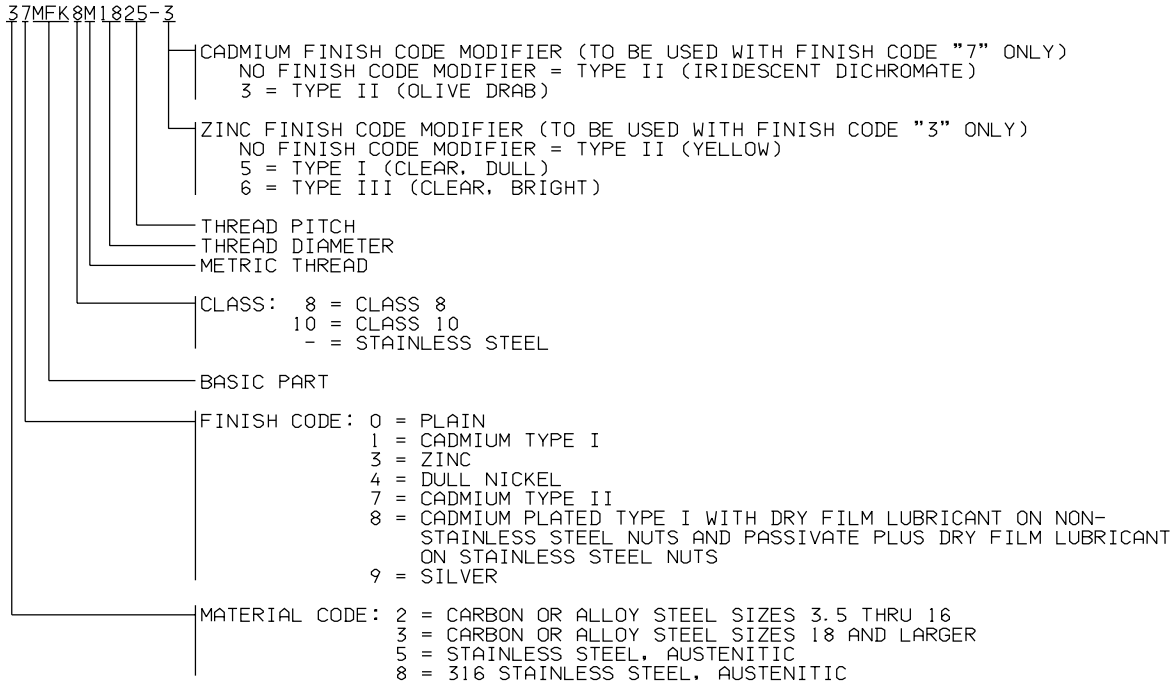 37MFK8M1825-3
CADMIUM FINISH CODE MODIFIER (TO BE USED WITH FINISH CODE "7" ONLY)
NO FINISH CODE MODIFIER = TYPE II (IRIDESCENT DICHROMATE)
3 = TYPE II (OLIVE DRAB)
ZINC FINISH CODE MODIFIER (TO BE USED WITH FINISH CODE "3" ONLY)
NO FINISH CODE MODIFIER = TYPE II (YELLOW)
5 = TYPE I (CLEAR, DULL)
6 = TYPE III (CLEAR, BRIGHT)
THREAD PITCH
THREAD DIAMETER
METRIC THREAD
CLASS: 8 = CLASS 8
10 = CLASS 10
- = STAINLESS STEEL
BASIC PART
FINISH CODE: 0 = PLAIN
1 = CADMIUM TYPE I
3 = ZINC
4 = DULL NICKEL
7 = CADMIUM TYPE II
8 = CADMIUM PLATED TYPE I WITH DRY FILM LUBRICANT ON NON-
STAINLESS STEEL NUTS AND PASSIVATE PLUS DRY FILM LUBRICANT
ON STAINLESS STEEL NUTS
9 = SILVER
MATERIAL CODE: 2 = CARBON OR ALLOY STEEL SIZES 3.5 THRU 16
3 = CARBON OR ALLOY STEEL SIZES 18 AND LARGER
5 = STAINLESS STEEL, AUSTENITIC
8 = 316 STAINLESS STEEL, AUSTENITIC